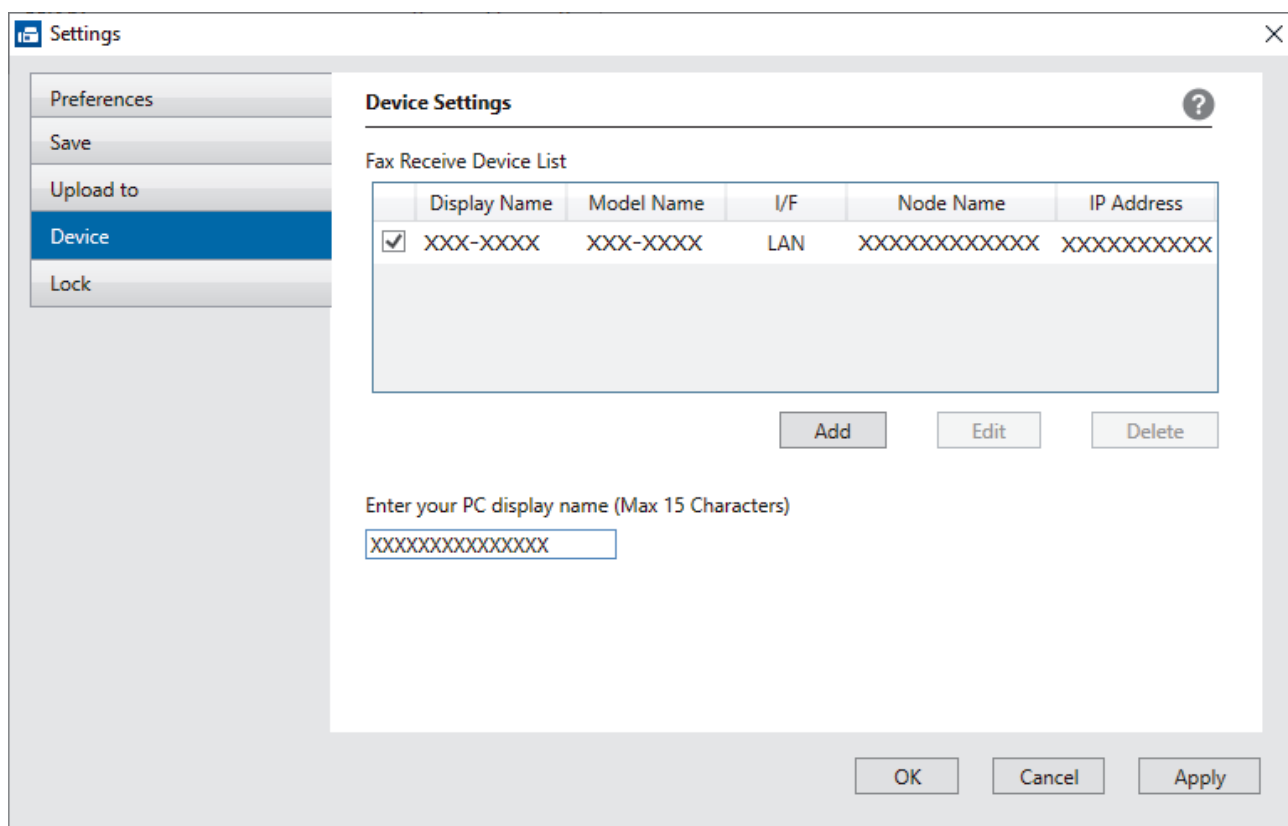 Settings
Preferences
Save
Upload to
Device
Lock
Device Settings
?
Fax Receive Device List
Display Name Model Name I/F Node Name IP Address
XXX-XXXX XXX-XXXX LAN XXXXXXXXXXXX XXXXXXXXXX
Add Edit Delete
Enter your PC display name (Max 15 Characters)
XXXXXXXXXXXXXXX
OK Cancel Apply